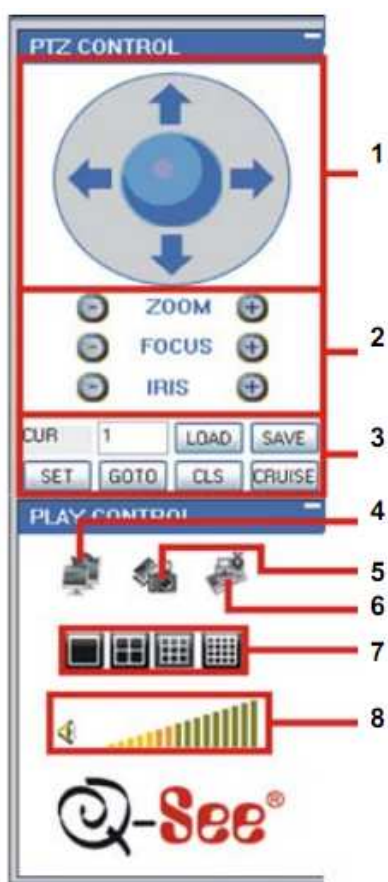 PTZ CONTROL
1
ZOOM
2
FOCUS
IRIS
CUR 1 LOAD SAVE
3
SET GOTO CLS CRUISE
PLAY CONTROL
4
5
6
7
8
Q-See®